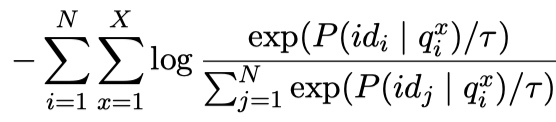 $$- \sum_{i=1}^{N} \sum_{x=1}^{X} \log \frac{\exp(P(id_i \mid q_i^x)/\tau)}{\sum_{j=1}^{N} \exp(P(id_j \mid q_i^x)/\tau)}$$